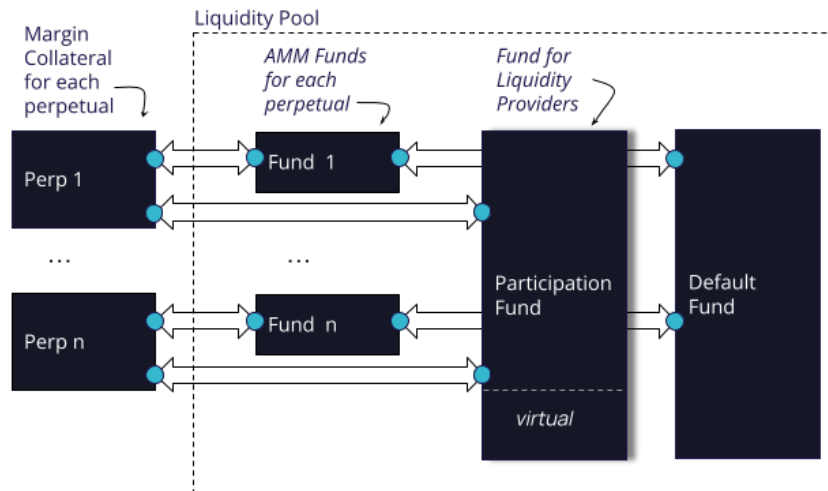 Liquidity Pool
Margin
Collateral
for each
perpetual
AMM Funds
for each
perpetual
Fund for
Liquidity
Providers
Perp 1
Fund 1
...
...
Participation
Fund
Default
Fund
Perp n
Fund n
virtual